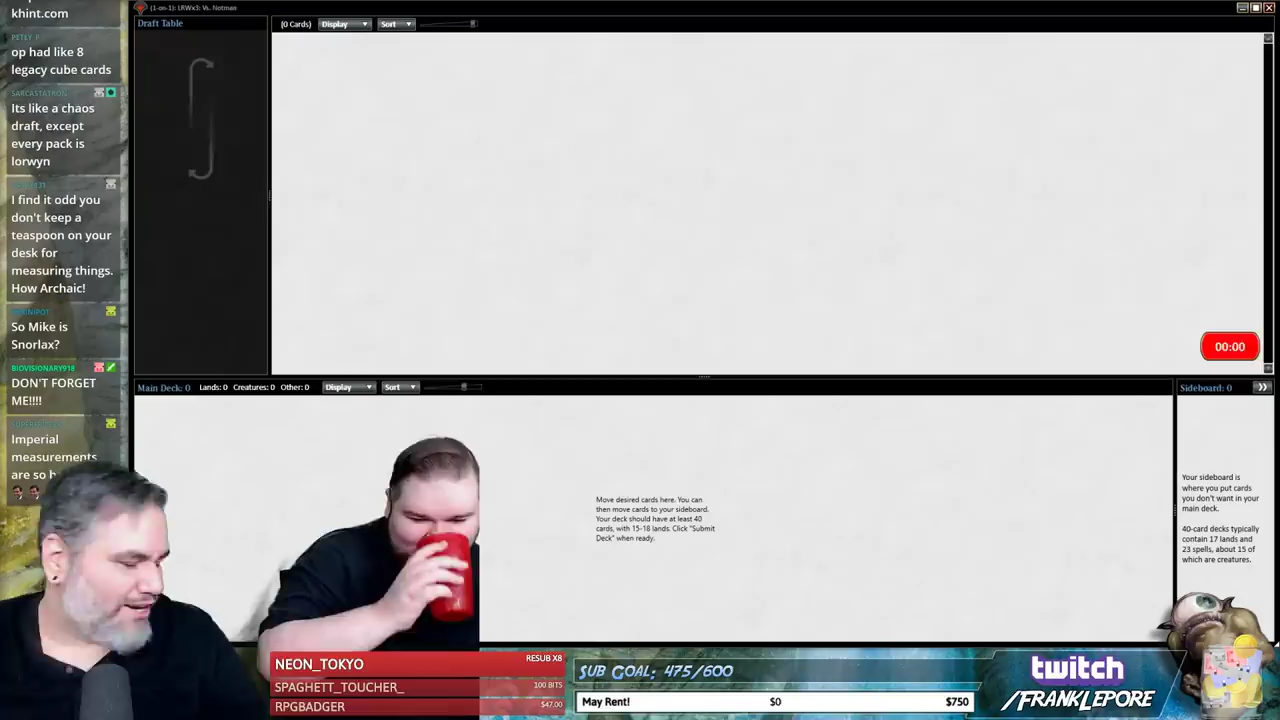 khint.com
PETEY P
op had like 8
legacy cube cards
SARCASTATRON
Its like a chaos
draft, except
every pack is
lorwyn
I find it odd you
don't keep a
teaspoon on your
desk for
measuring things.
How Archaic!
So Mike is
Snorlax?
BIOVISIONARY918
DON'T FORGET
ME!!!!
Imperial
measurements
are so
(1-on-1): LRWx3: Vs. Notman
Draft Table
(0 Cards)
Display
Sort
00:00
Main Deck: 0
Lands: 0 Creatures: 0 Other: 0
Display
Sort
Sideboard: 0
Move desired cards here. You can
then move cards to your sideboard.
Your deck should have at least 40
cards, with 15-18 lands. Click "Submit
Deck" when ready.
Your sideboard is
where you put cards
you don't want in your
main deck.
40-card decks typically
contain 17 lands and
23 spells, about 15 of
which are creatures.
NEON_TOKYO RESUB X8
SPAGHETT_TOUCHER_ 100 BITS
RPGBADGER $47.00
SUB GOAL: 475/600
May Rent! $0 $750
twitch
/FRANKLEPORE